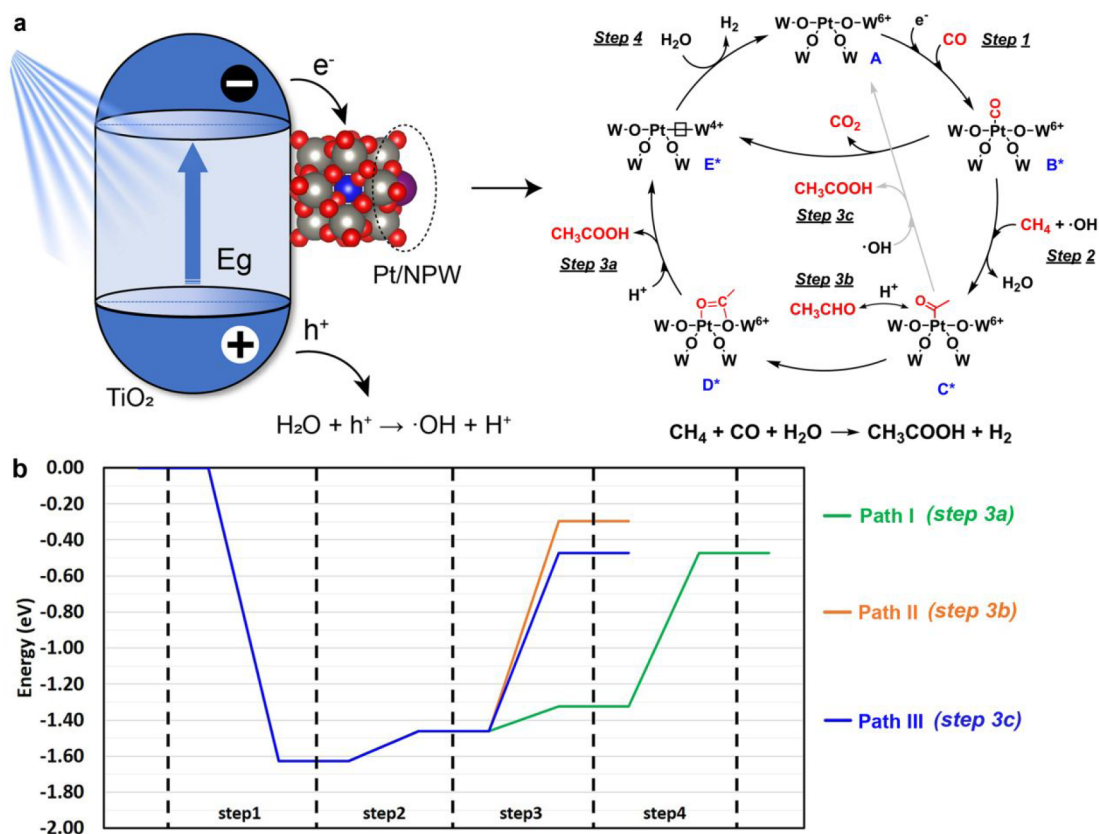 a
e⁻
Eg
Pt/NPW
h⁺
TiO₂
H₂O + h⁺ → ·OH + H⁺
W·O·Pt·O·W⁶⁺
O O
W W
A
e⁻
CO
Step 1
CO
W·O·Pt·O·W⁶⁺
O O
W W
B*
CH₄ + ·OH
Step 2
H₂O
O
W·O·Pt·O·W⁶⁺
O O
W W
C*
H⁺
CH₃CHO
Step 3b
·OH
CH₃COOH
Step 3c
O O
W·O·Pt O·W⁶⁺
O O
W W
D*
H⁺
CH₃COOH
Step 3a
W·O·Pt W⁴⁺
O O
W W
E*
CO₂
Step 4
H₂O
H₂
CH₄ + CO + H₂O → CH₃COOH + H₂
b
Energy (eV)
0.00
-0.20
-0.40
-0.60
-0.80
-1.00
-1.20
-1.40
-1.60
-1.80
-2.00
step1
step2
step3
step4
Path I (step 3a)
Path II (step 3b)
Path III (step 3c)